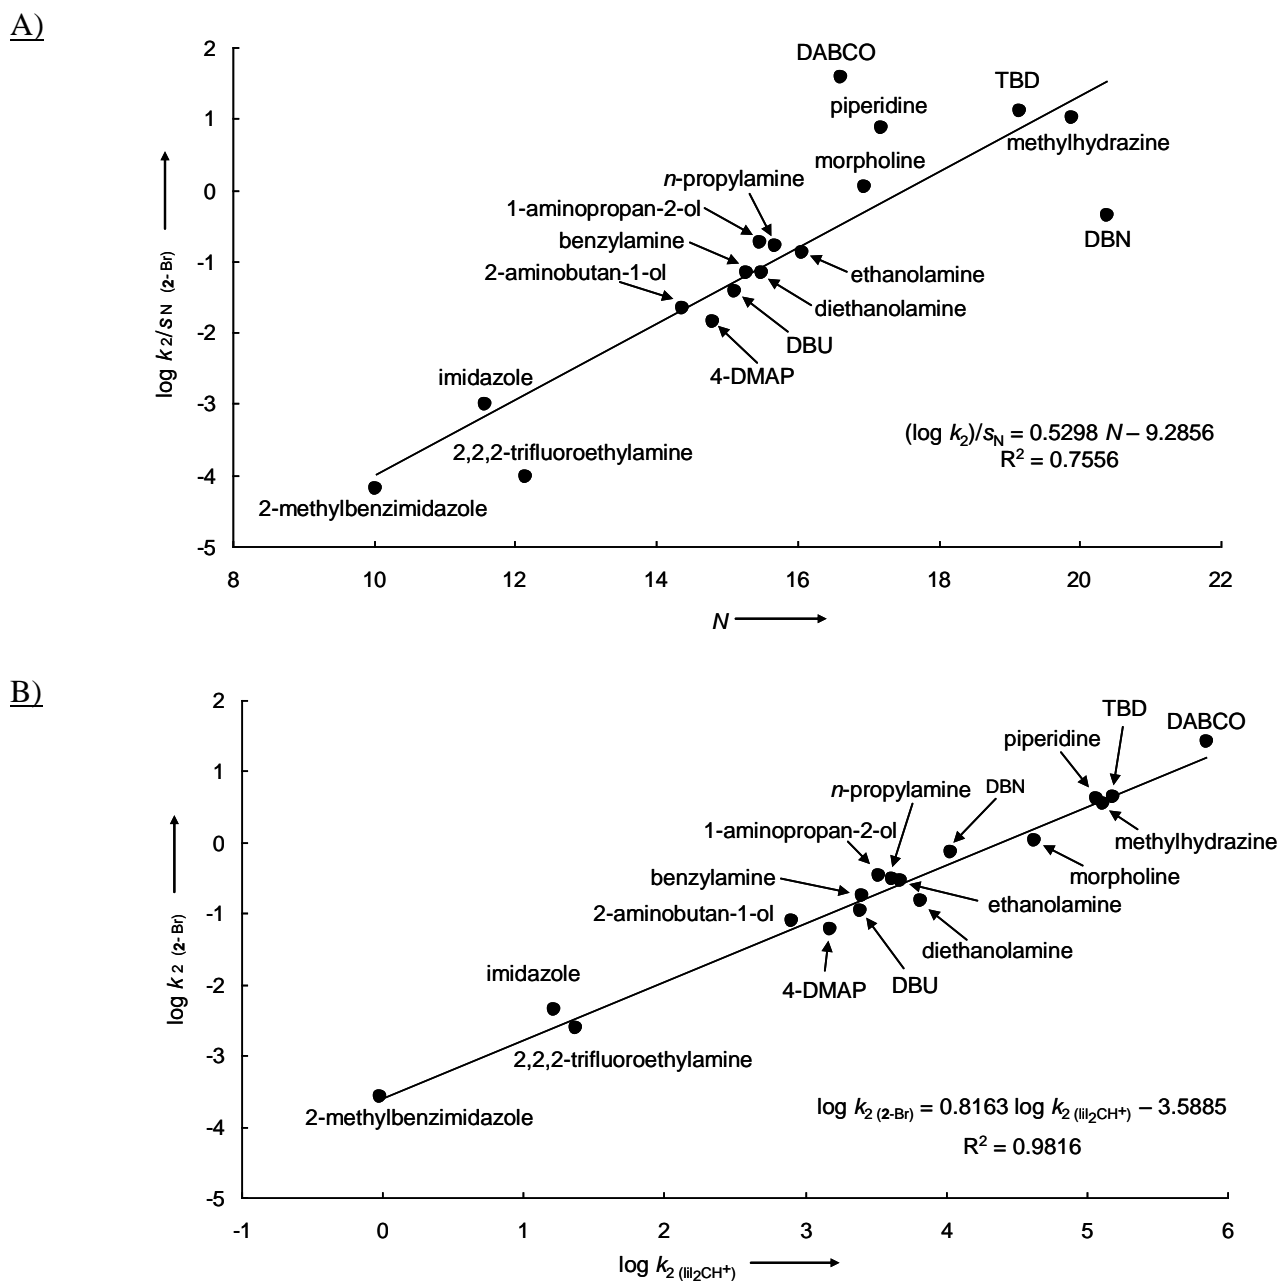 A)
2
DABCO
TBD
piperidine
1
methylhydrazine
morpholine
n-propylamine
0
1-aminopropan-2-ol
DBN
benzylamine
-1
2-aminobutan-1-ol
ethanolamine
diethanolamine
DBU
-2
4-DMAP
imidazole
-3
(log k2)/sN = 0.5298 N – 9.2856
2,2,2-trifluoroethylamine
R2 = 0.7556
-4
2-methylbenzimidazole
-5
log k2/sN (2-Br)
8 10 12 14 16 18 20 22
N
B)
2
TBD
DABCO
piperidine
1
n-propylamine
DBN
1-aminopropan-2-ol
0
methylhydrazine
benzylamine
morpholine
ethanolamine
-1
2-aminobutan-1-ol
diethanolamine
imidazole
4-DMAP
DBU
-2
-3
2,2,2-trifluoroethylamine
2-methylbenzimidazole
log k2 (2-Br) = 0.8163 log k2 (lil2CH+) – 3.5885
-4
R2 = 0.9816
-5
log k2 (2-Br)
-1 0 1 2 3 4 5 6
log k2 (lil2CH+)